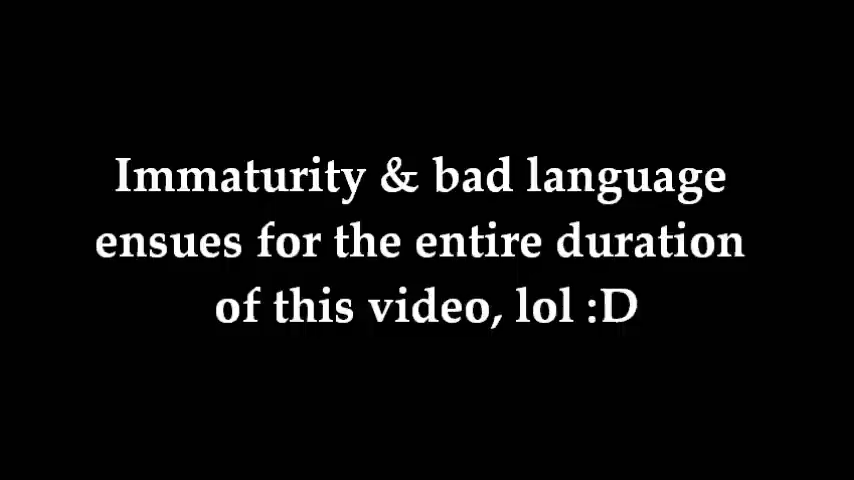 Immaturity & bad language
ensues for the entire duration
of this video, lol :D